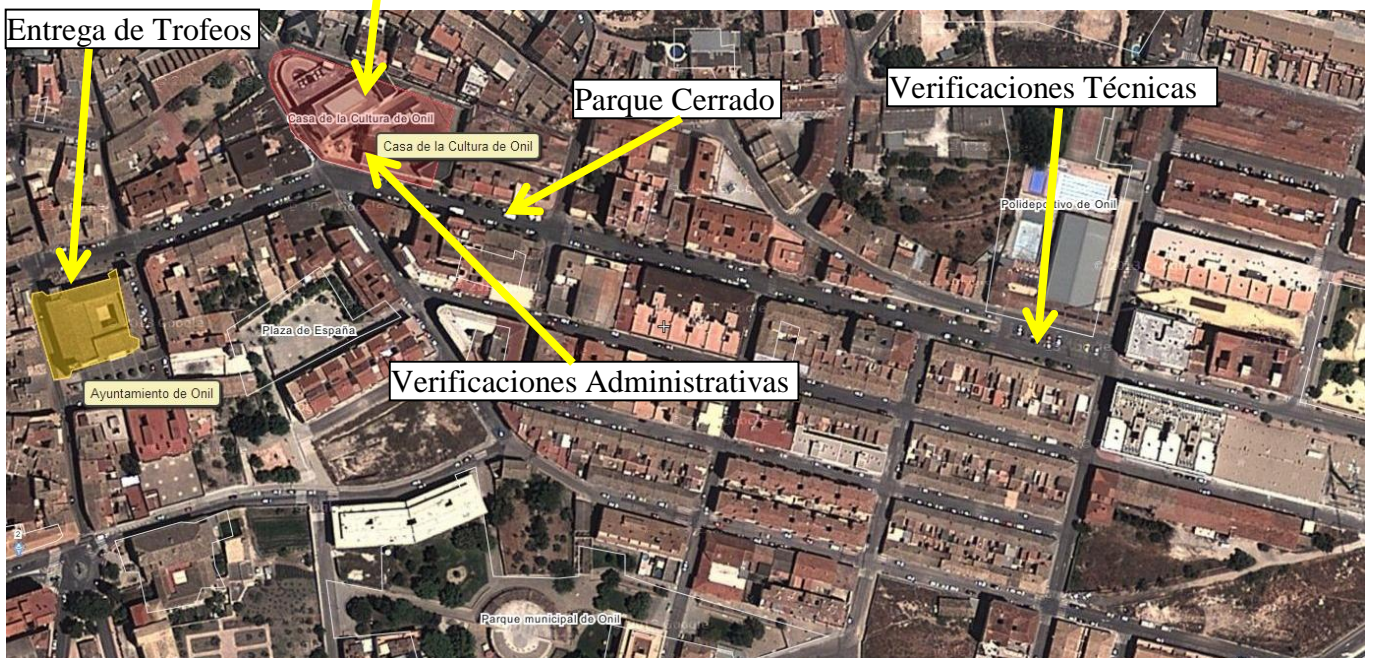 Entrega de Trofeos
Verificaciones Técnicas
Parque Cerrado
Casa de la Cultura de Onil
Casa de la Cultura de Onil
Polideportivo de Onil
Plaza de España
Verificaciones Administrativas
Ayuntamiento de Onil
2
Parque municipal de Onil